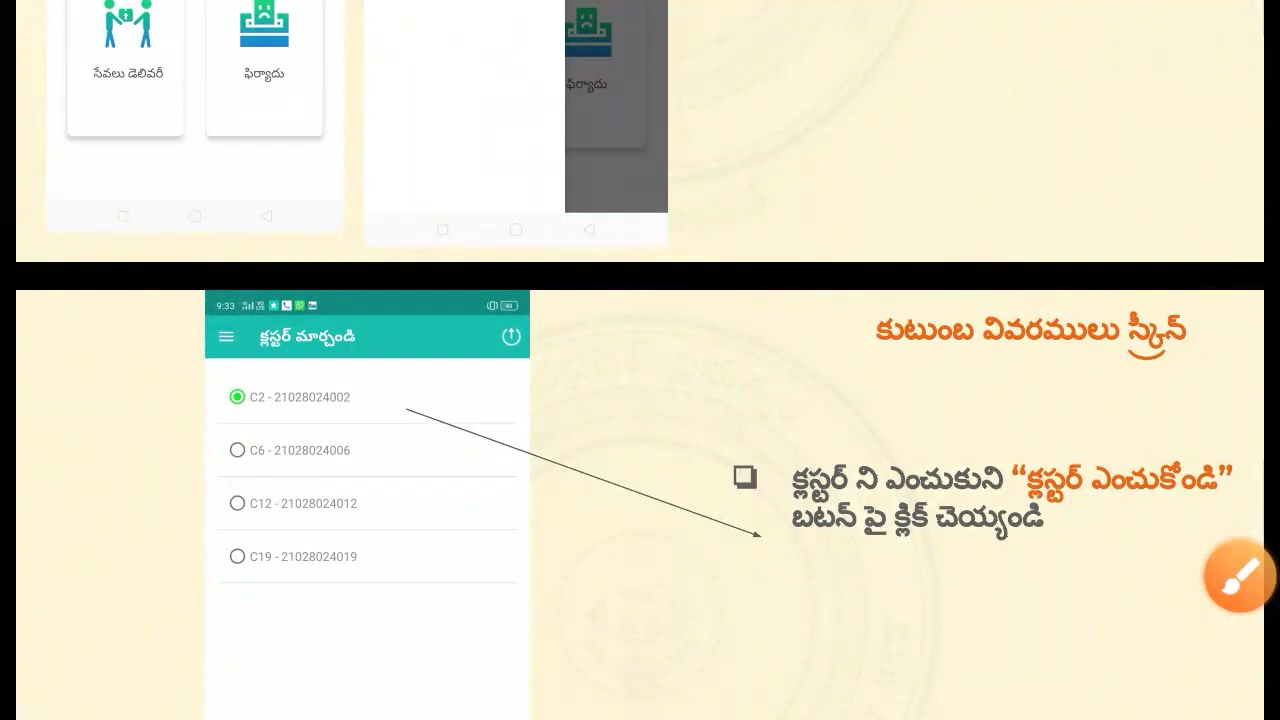 సేవలు డెలివరీ
ఫిర్యాదు
ఫిర్యాదు
9:33
క్లస్టర్ మార్చండి
C2 - 21028024002
C6 - 21028024006
C12 - 21028024012
C19 - 21028024019
కుటుంబ వివరములు స్క్రీన్
క్లస్టర్ ని ఎంచుకుని “క్లస్టర్ ఎంచుకోండి”
బటన్ పై క్లిక్ చెయ్యండి